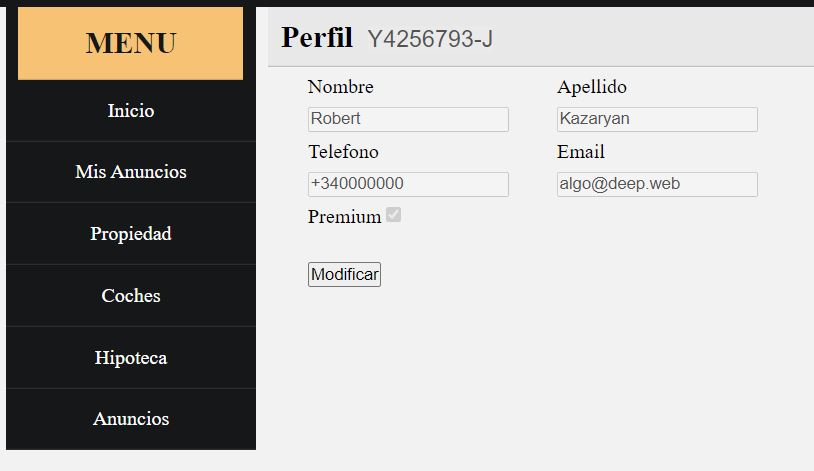 MENU
Inicio
Mis Anuncios
Propiedad
Coches
Hipoteca
Anuncios
Perfil Y4256793-J
Nombre Apellido
Robert Kazaryan
Telefono Email
+340000000 algo@deep.web
Premium
Modificar